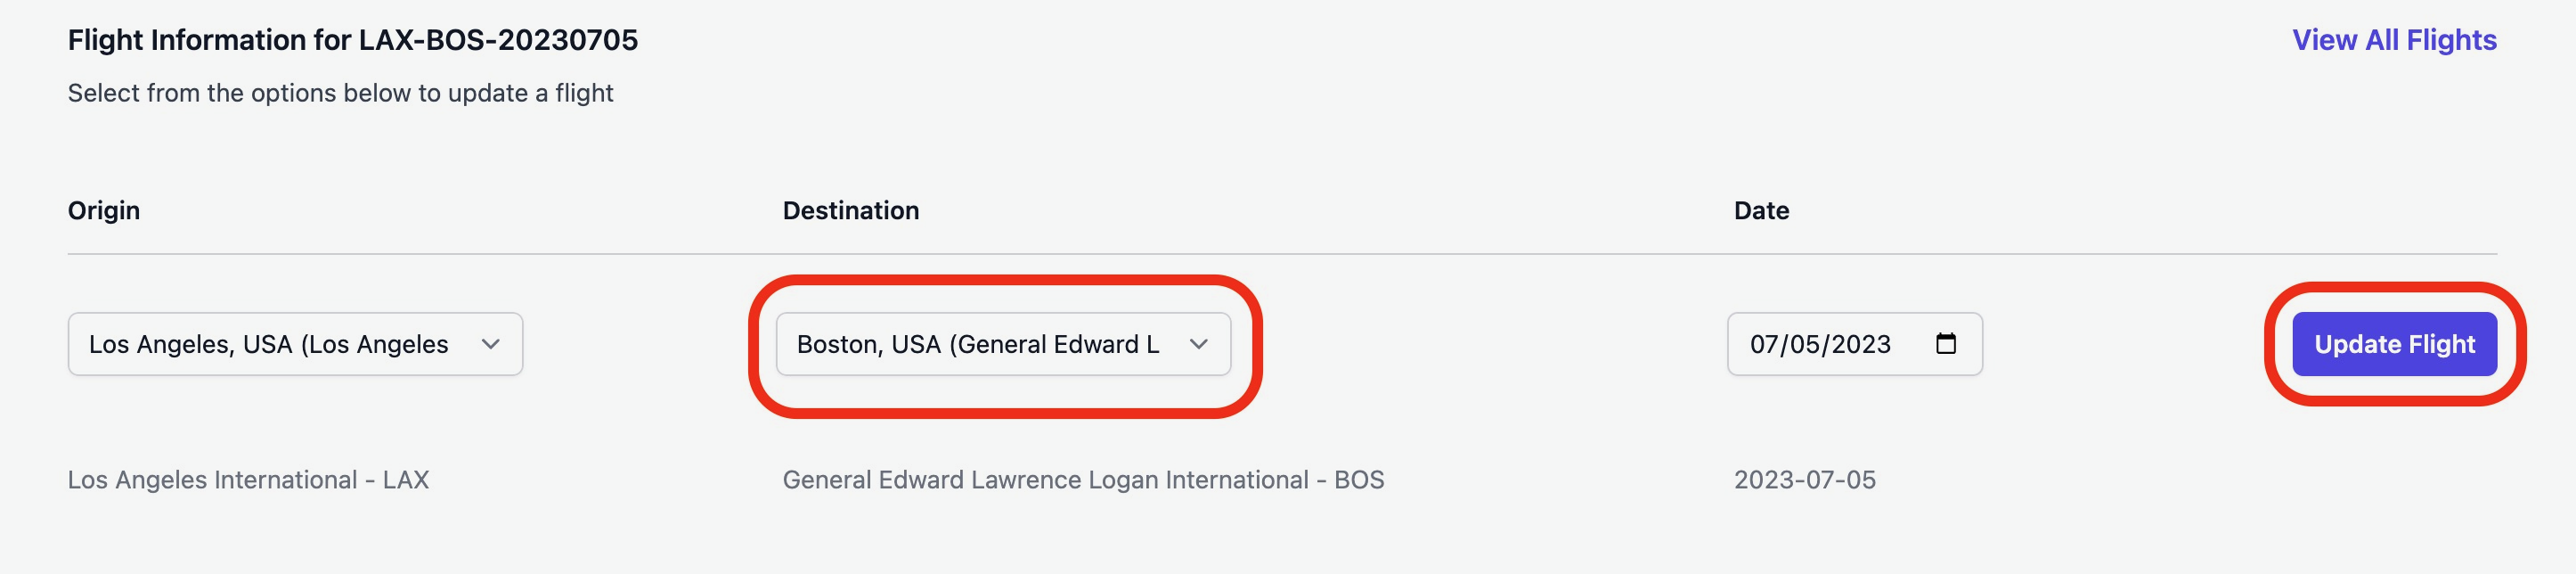 Flight Information for LAX-BOS-20230705
View All Flights
Select from the options below to update a flight
Origin
Destination
Date
Los Angeles, USA (Los Angeles
Boston, USA (General Edward L
07/05/2023
Update Flight
Los Angeles International - LAX
General Edward Lawrence Logan International - BOS
2023-07-05